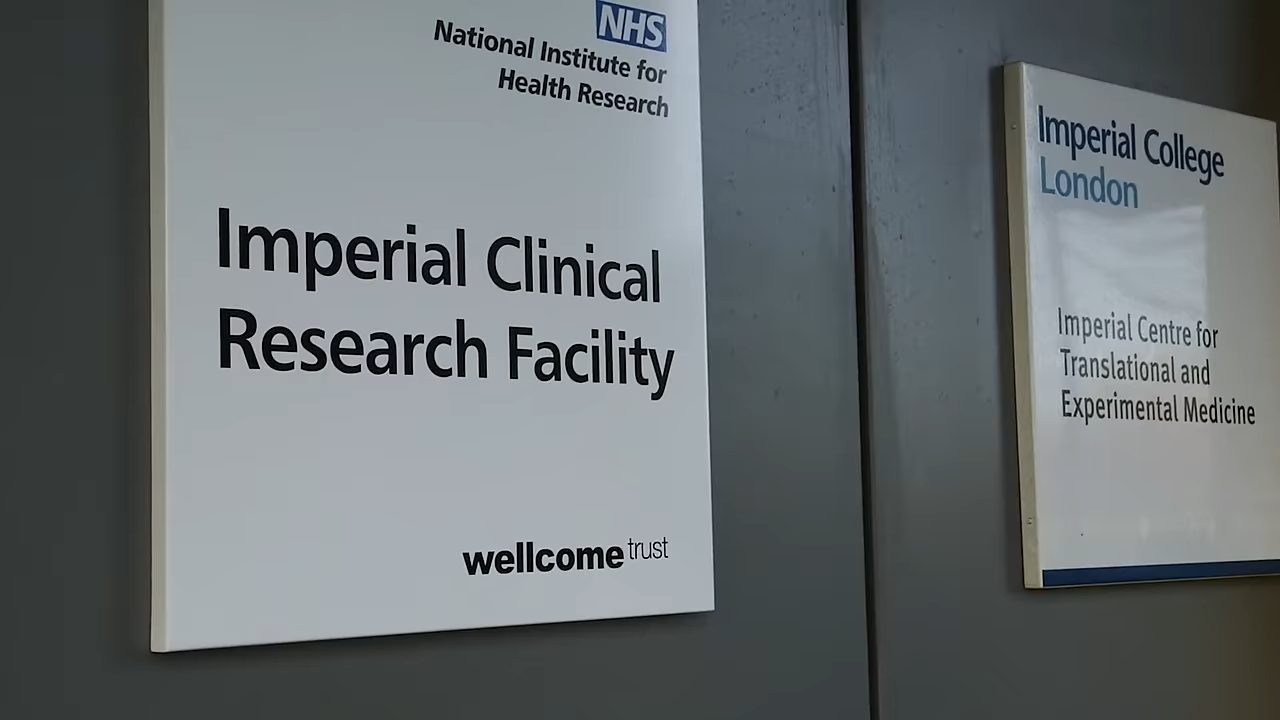 NHS
National Institute for
Health Research
Imperial Clinical
Research Facility
wellcome trust
Imperial College
London
Imperial Centre for
Translational and
Experimental Medicine